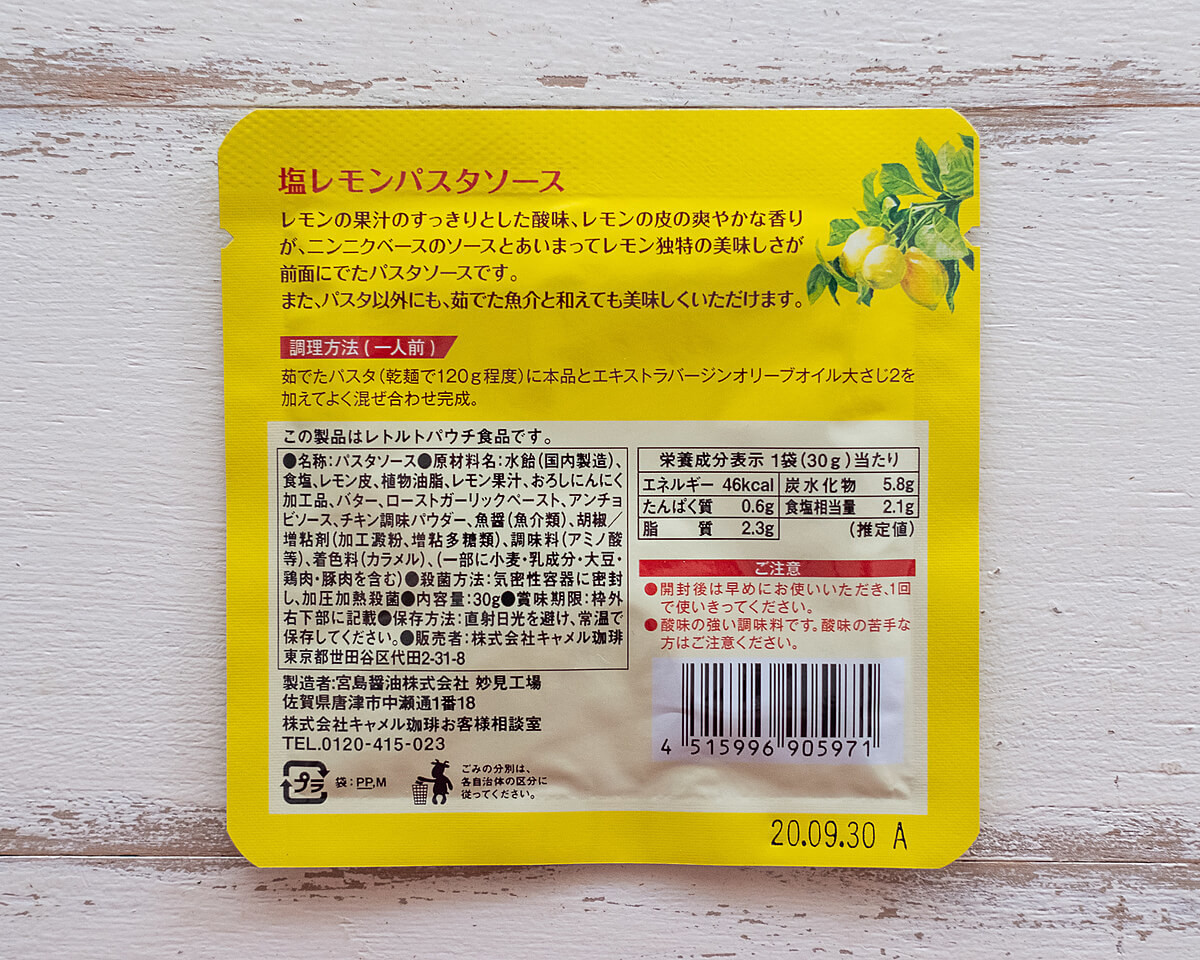 塩レモンパスタソース
レモンの果汁のすっきりとした酸味、レモンの皮の爽やかな香り
が、ニンニクベースのソースとあいまってレモン独特の美味しさが
前面にでたパスタソースです。
また、パスタ以外にも、茹でた魚介と和えても美味しくいただけます。
調理方法(一人前)
茹でたパスタ(乾麺で120g程度)に本品とエキストラバージンオリーブオイル大さじ2を
加えてよく混ぜ合わせ完成。
この製品はレトルトパウチ食品です。
●名称:パスタソース●原材料名:水飴(国内製造)、
食塩、レモン皮、植物油脂、レモン果汁、おろしにんにく
加工品、バター、ローストガーリックペースト、アンチョ
ビソース、チキン調味パウダー、魚醤(魚介類)、胡椒/
増粘剤(加工澱粉、増粘多糖類)、調味料(アミノ酸
等)、着色料(カラメル)、(一部に小麦・乳成分・大豆・
鶏肉・豚肉を含む)●殺菌方法:気密性容器に密封
し、加圧加熱殺菌●内容量:30g●賞味期限:枠外
右下部に記載●保存方法:直射日光を避け、常温で
保存してください。●販売者:株式会社キャメル珈琲
東京都世田谷区代田2-31-8
製造者:宮島醤油株式会社 妙見工場
佐賀県唐津市中瀬通1番18
株式会社キャメル珈琲お客様相談室
TEL.0120-415-023
プラ
袋:PP,M
ごみの分別は、
各自治体の区分に
従ってください。
栄養成分表示 1袋(30g)当たり
エネルギー 46kcal 炭水化物 5.8g
たんぱく質 0.6g 食塩相当量 2.1g
脂質 2.3g (推定値)
ご注意
●開封後は早めにお使いいただき、1回
で使いきってください。
●酸味の強い調味料です。酸味の苦手な
方はご注意ください。
4 515996 905971
20.09.30 A